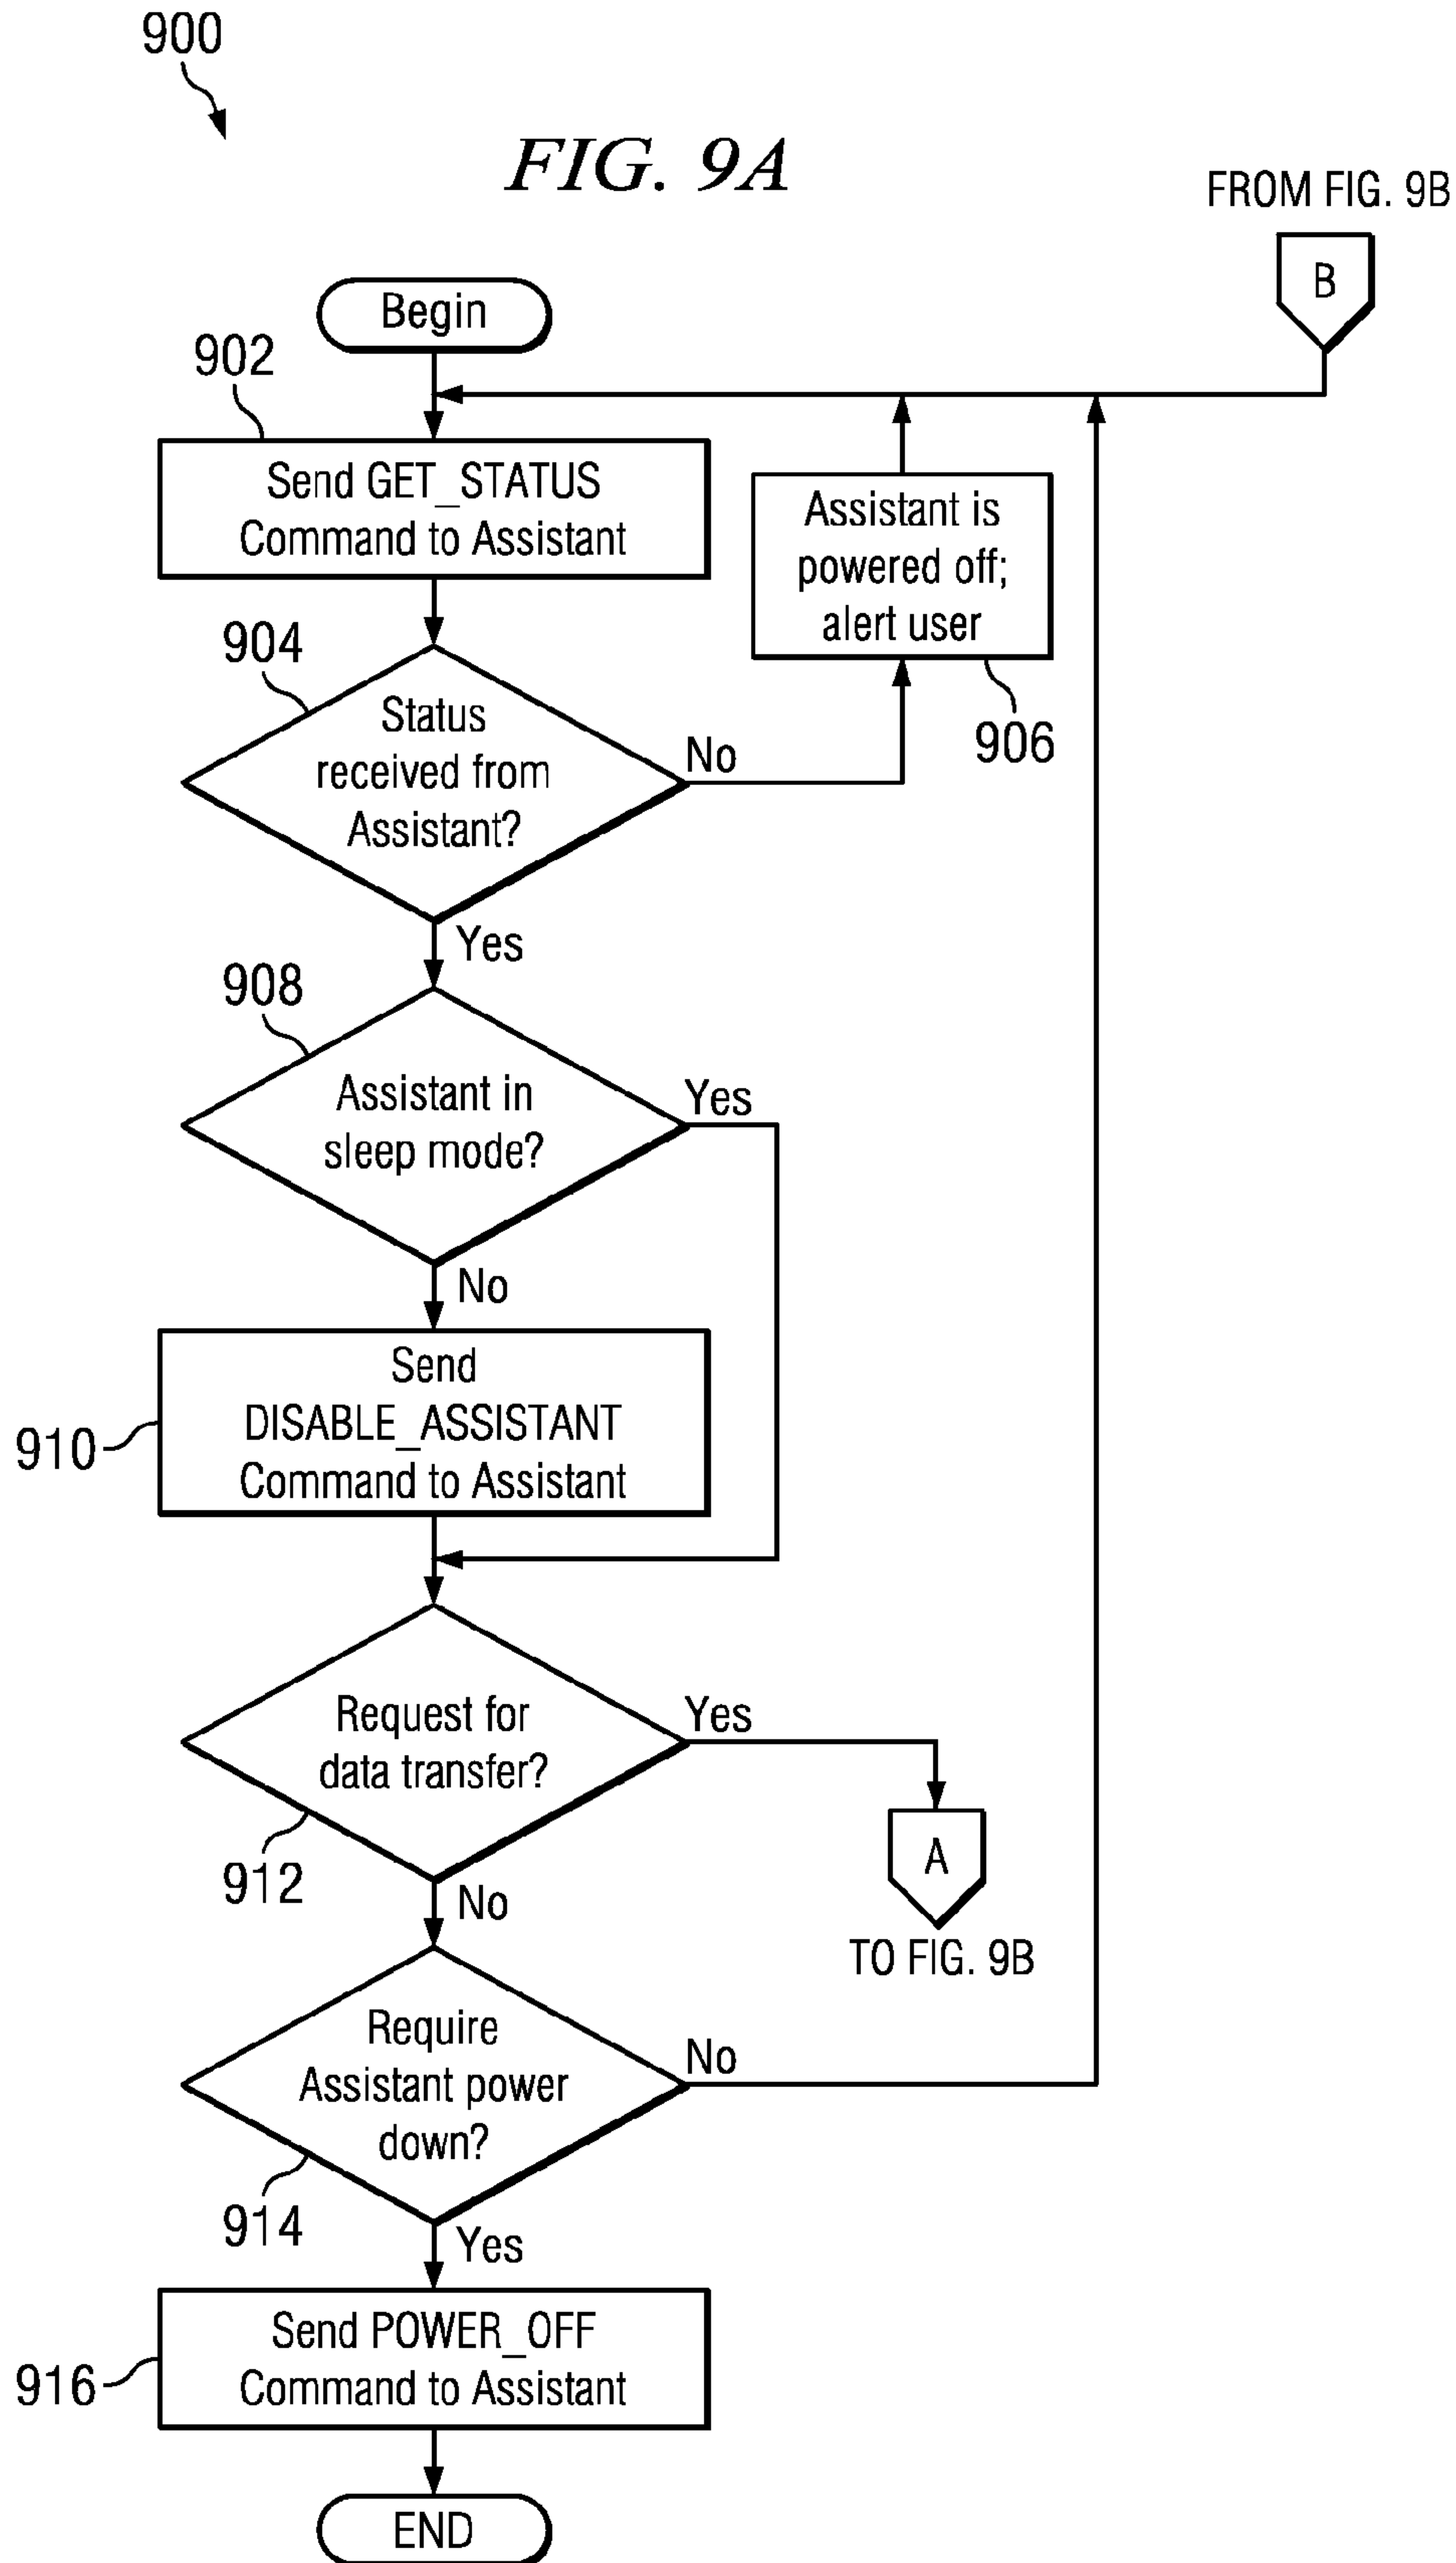 900
FIG. 9A
FROM FIG. 9B
B
Begin
902
Send GET_STATUS
Command to Assistant
Assistant is
powered off;
alert user
906
904
Status
received from
Assistant?
No
Yes
908
Assistant in
sleep mode?
Yes
No
910
Send
DISABLE_ASSISTANT
Command to Assistant
Request for
data transfer?
Yes
912
No
A
TO FIG. 9B
Require
Assistant power
down?
No
914
Yes
916
Send POWER_OFF
Command to Assistant
END